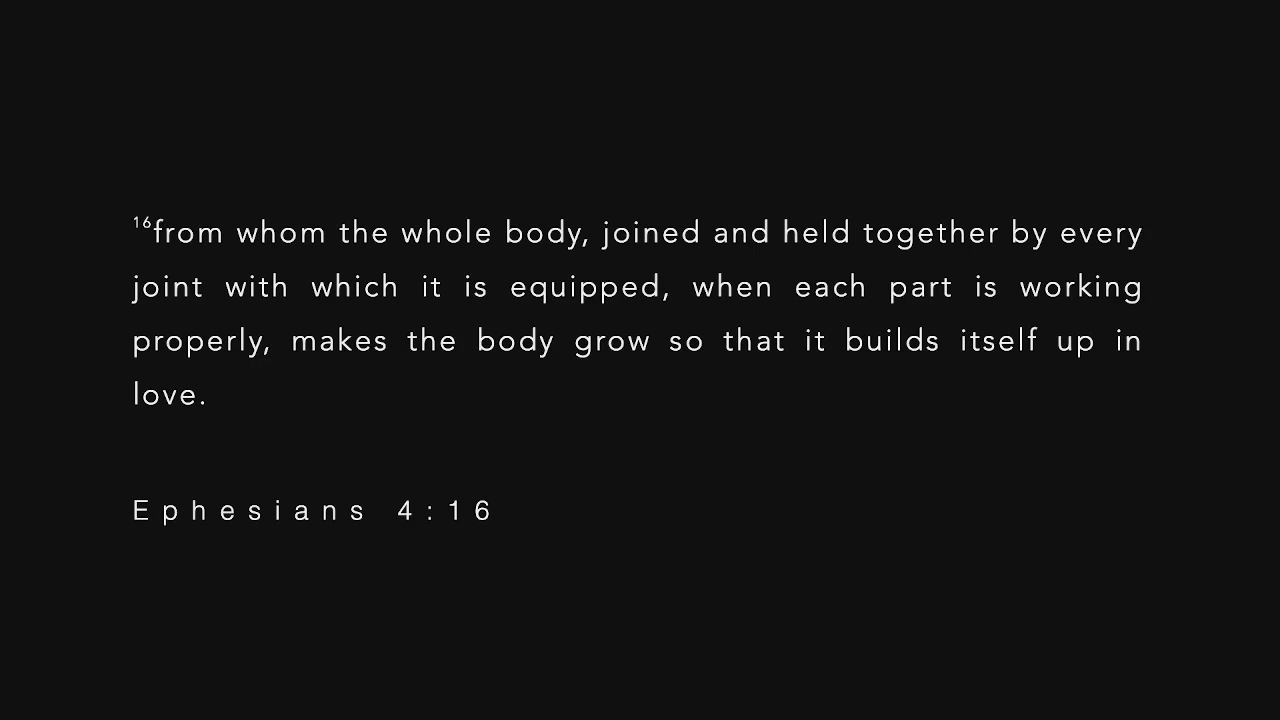 16from whom the whole body, joined and held together by every
joint with which it is equipped, when each part is working
properly, makes the body grow so that it builds itself up in
love.
Ephesians 4:16